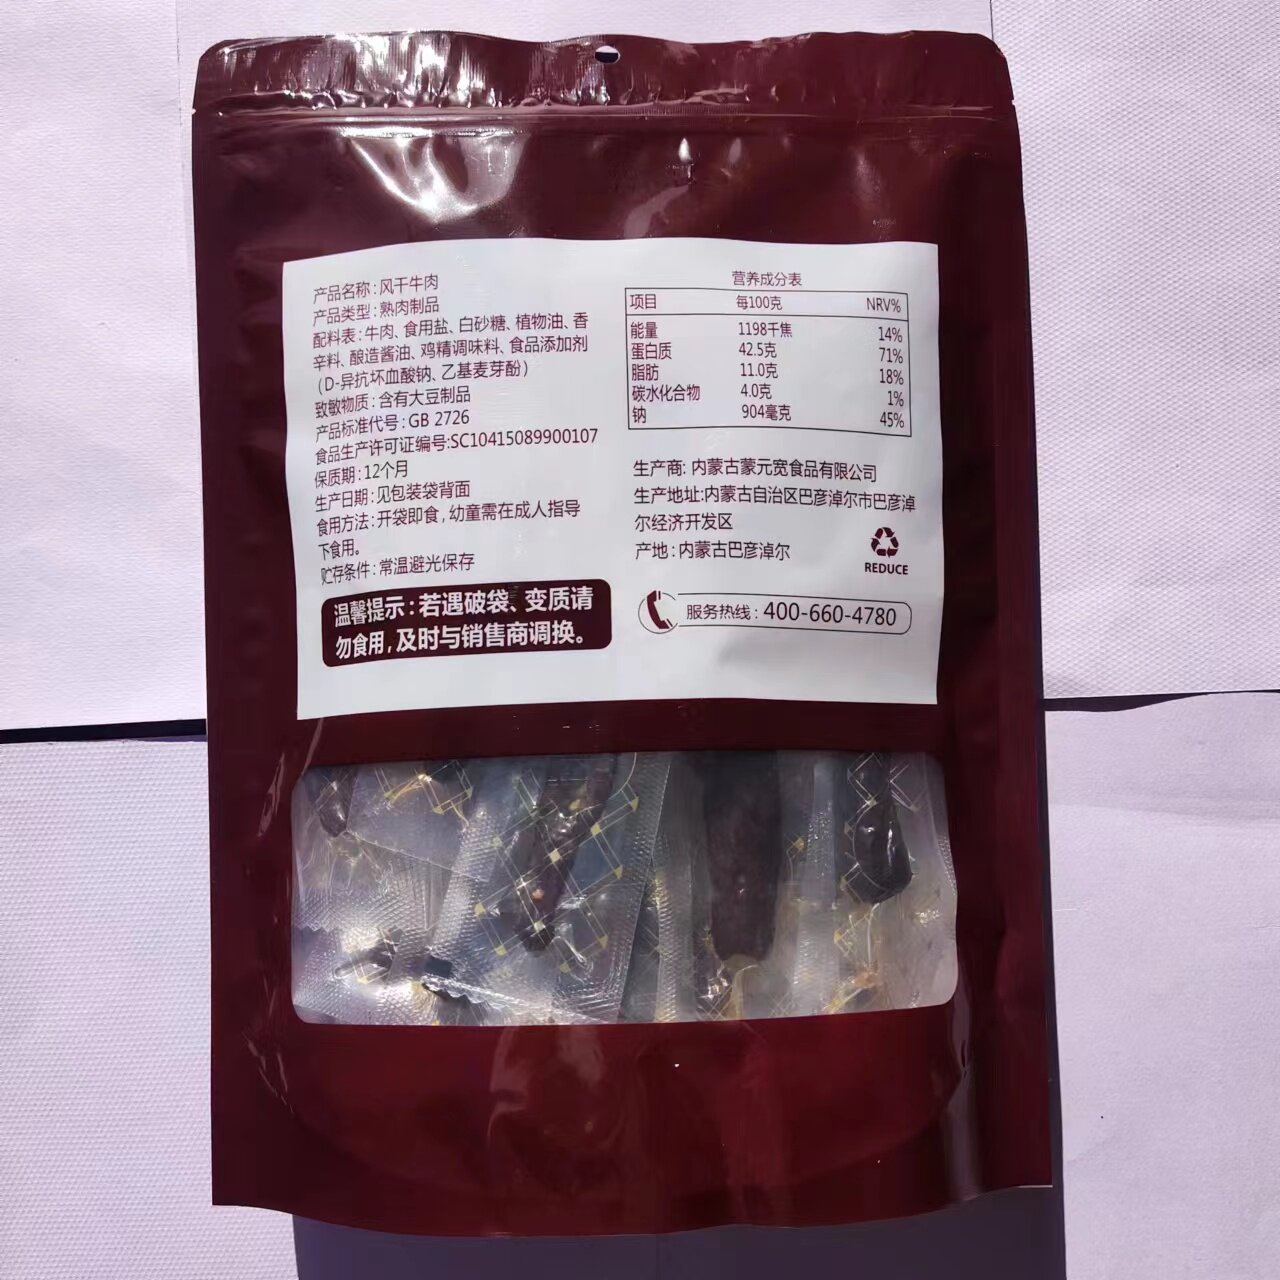 产品名称：风干牛肉
产品类型：熟肉制品
配料表：牛肉、食用盐、白砂糖、植物油、香
辛料、酿造酱油、鸡精调味料、食品添加剂
（D-异抗坏血酸钠、乙基麦芽酚）
致敏物质：含有大豆制品
产品标准代号：GB 2726
食品生产许可证编号:SC10415089900107
保质期：12个月
生产日期：见包装袋背面
食用方法：开袋即食，幼童需在成人指导
下食用。
贮存条件：常温避光保存
温馨提示：若遇破袋、变质请
勿食用，及时与销售商调换。
营养成分表
项目 每100克 NRV%
能量 1198千焦 14%
蛋白质 42.5克 71%
脂肪 11.0克 18%
碳水化合物 4.0克 1%
钠 904毫克 45%
生产商：内蒙古蒙元宽食品有限公司
生产地址:内蒙古自治区巴彦淖尔市巴彦淖
尔经济开发区
产地：内蒙古巴彦淖尔
REDUCE
服务热线：400-660-4780